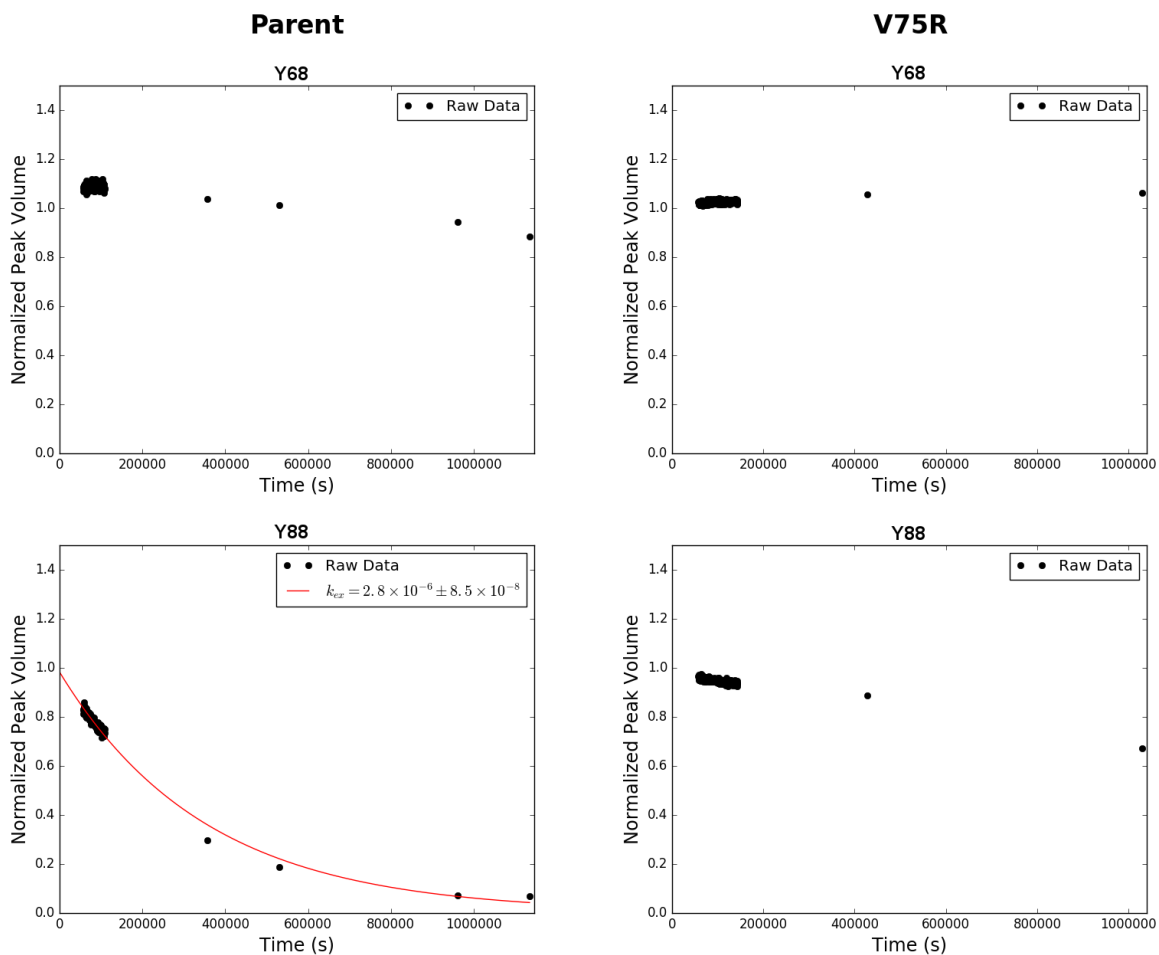 Parent
V75R
Y68
Raw Data
Normalized Peak Volume
1.4
1.2
1.0
0.8
0.6
0.4
0.2
0.0
0 200000 400000 600000 800000 1000000
Time (s)
Y68
Raw Data
Normalized Peak Volume
1.4
1.2
1.0
0.8
0.6
0.4
0.2
0.0
0 200000 400000 600000 800000 1000000
Time (s)
Y88
Raw Data
k_{ex} = 2.8 × 10^{-6} ± 8.5 × 10^{-8}
Normalized Peak Volume
1.4
1.2
1.0
0.8
0.6
0.4
0.2
0.0
0 200000 400000 600000 800000 1000000
Time (s)
Y88
Raw Data
Normalized Peak Volume
1.4
1.2
1.0
0.8
0.6
0.4
0.2
0.0
0 200000 400000 600000 800000 1000000
Time (s)